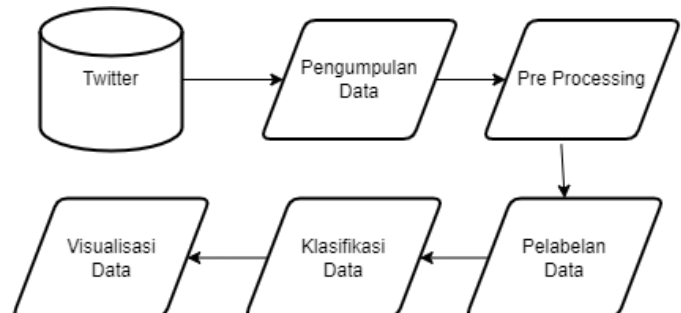 Twitter
Pengumpulan
Data
Pre Processing
Visualisasi
Data
Klasifikasi
Data
Pelabelan
Data